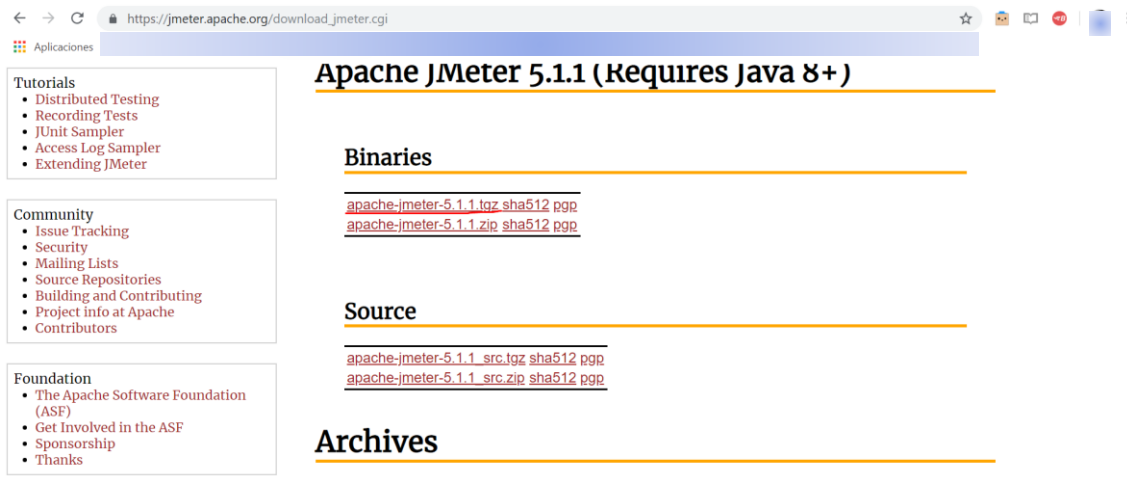 https://jmeter.apache.org/download_jmeter.cgi
Aplicaciones
Tutorials
Distributed Testing
Recording Tests
JUnit Sampler
Access Log Sampler
Extending JMeter
Community
Issue Tracking
Security
Mailing Lists
Source Repositories
Building and Contributing
Project info at Apache
Contributors
Foundation
The Apache Software Foundation
(ASF)
Get Involved in the ASF
Sponsorship
Thanks
Apache JMeter 5.1.1 (Requires Java 8+)
Binaries
apache-jmeter-5.1.1.tgz sha512 pgp
apache-jmeter-5.1.1.zip sha512 pgp
Source
apache-jmeter-5.1.1_src.tgz sha512 pgp
apache-jmeter-5.1.1_src.zip sha512 pgp
Archives